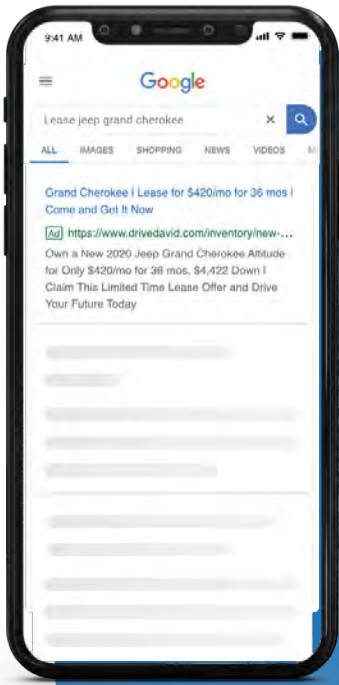 9:41 AM
Google
Lease jeep grand cherokee
ALL IMAGES SHOPPING NEWS VIDEOS M
Grand Cherokee | Lease for $420/mo for 36 mos |
Come and Get It Now
Ad https://www.drivedavid.com/inventory/new-...
Own a New 2020 Jeep Grand Cherokee Altitude
for Only $420/mo for 36 mos, $4,422 Down |
Claim This Limited Time Lease Offer and Drive
Your Future Today